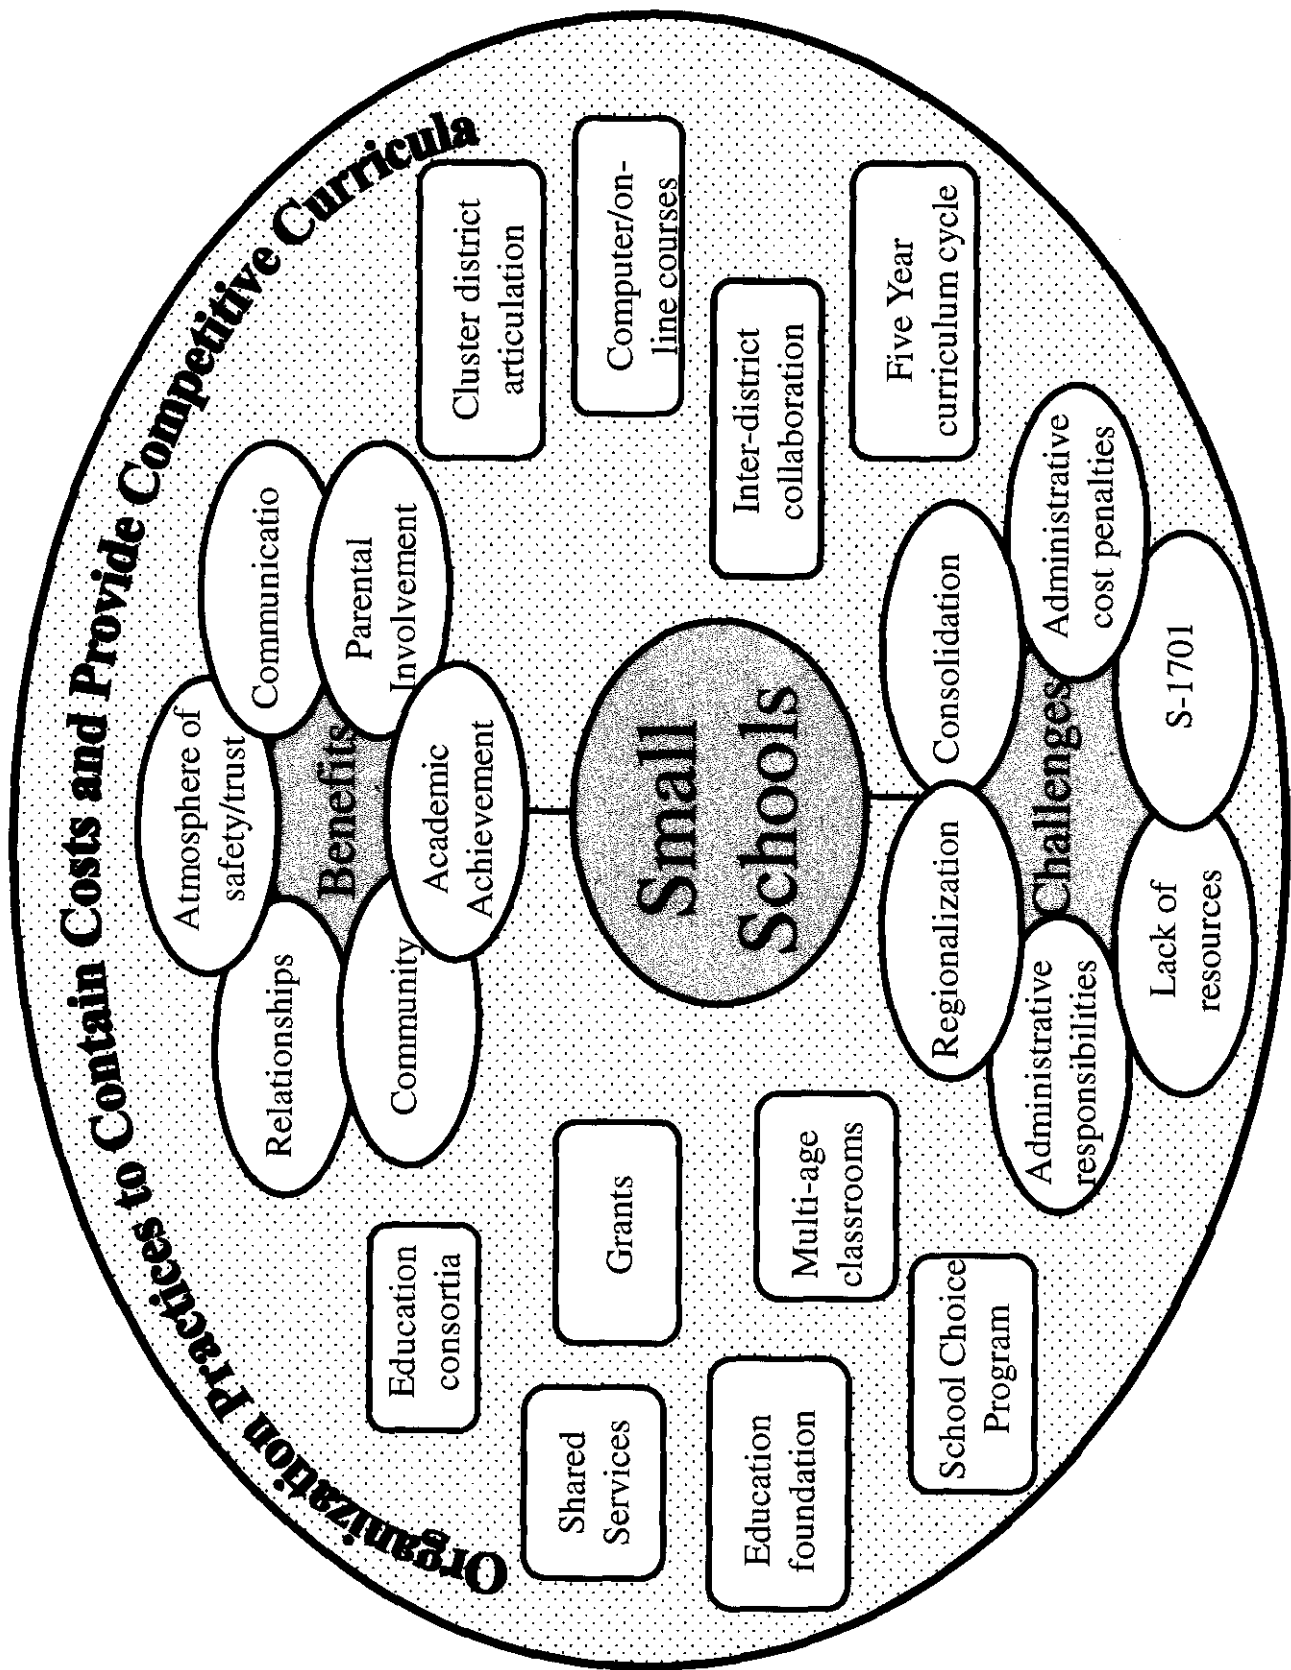 Organization Practices to Contain Costs and Provide Competitive Curricula
Atmosphere of
safety/trust
Relationships
Communicatio
Benefits
Community
Parental
Involvement
Academic
Achievement
Education
consortia
Cluster district
articulation
Shared
Services
Grants
Computer/on-
line courses
Small
Schools
Education
foundation
Multi-age
classrooms
Inter-district
collaboration
Five Year
curriculum cycle
School Choice
Program
Regionalization
Consolidation
Administrative
responsibilities
Challenges
Administrative
cost penalties
Lack of
resources
S-1701